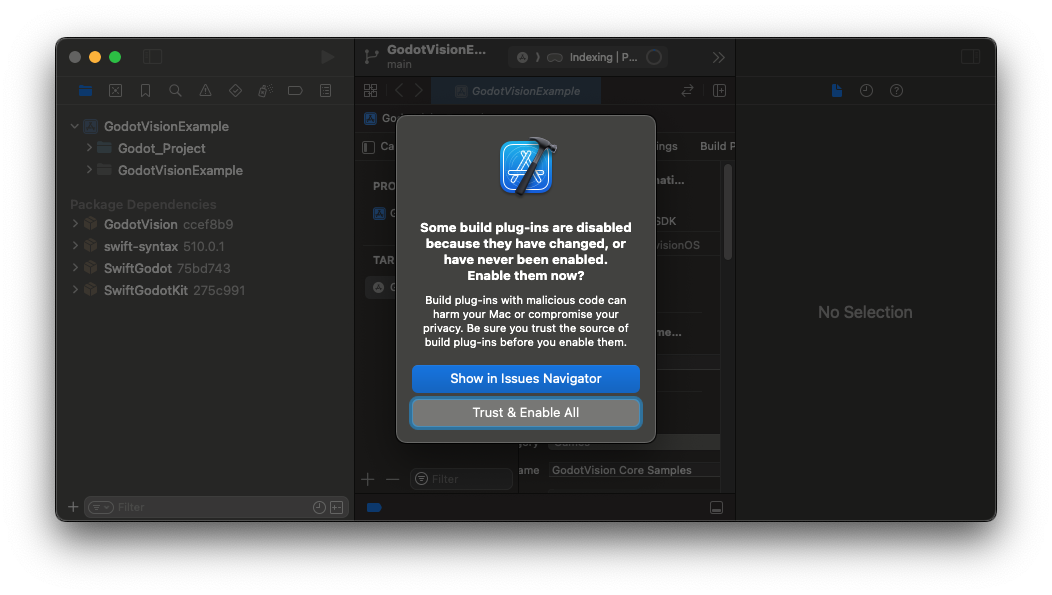 GodotVisionE...
main
Indexing | P...
GodotVisionExample
GodotVisionExample
Godot_Project
GodotVisionExample
Package Dependencies
GodotVision ccef8b9
swift-syntax 510.0.1
SwiftGodot 75bd743
SwiftGodotKit 275c991
Filter
Go
Ca
ings
Build P
PRO
G
TAR
G
mati...
SDK
visionOS
me...
ame
GodotVision Core Samples
Filter
Some build plug-ins are disabled
because they have changed, or
have never been enabled.
Enable them now?
Build plug-ins with malicious code can
harm your Mac or compromise your
privacy. Be sure you trust the source of
build plug-ins before you enable them.
Show in Issues Navigator
Trust & Enable All
No Selection